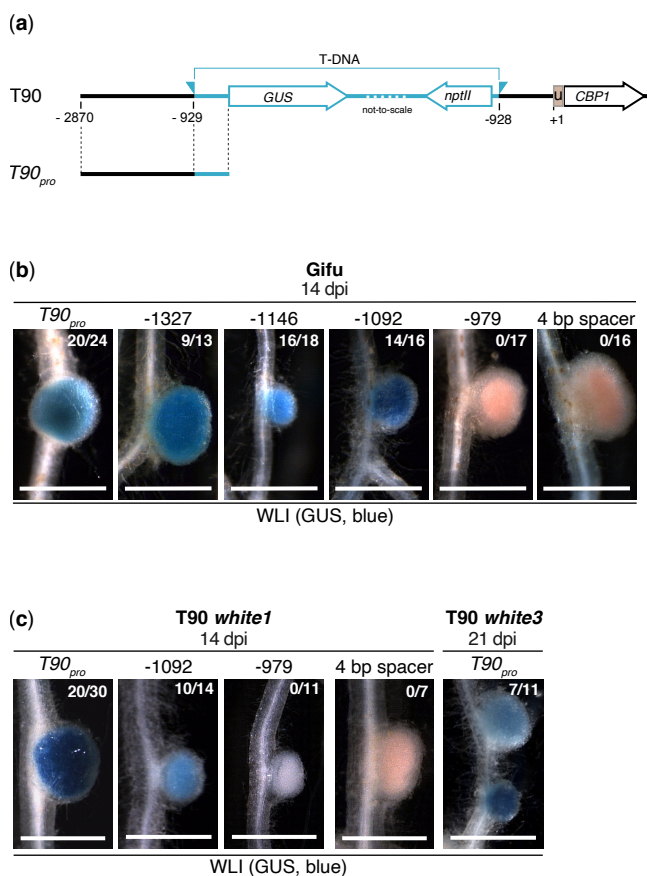 (a)
T-DNA
T90
GUS
nptII
u
CBP1
not-to-scale
- 2870
- 929
-928
+1
T90pro
(b)
Gifu
14 dpi
T90pro
-1327
-1146
-1092
-979
4 bp spacer
20/24
9/13
16/18
14/16
0/17
0/16
WLI (GUS, blue)
(c)
T90 white1
T90 white3
14 dpi
21 dpi
T90pro
-1092
-979
4 bp spacer
T90pro
20/30
10/14
0/11
0/7
7/11
WLI (GUS, blue)